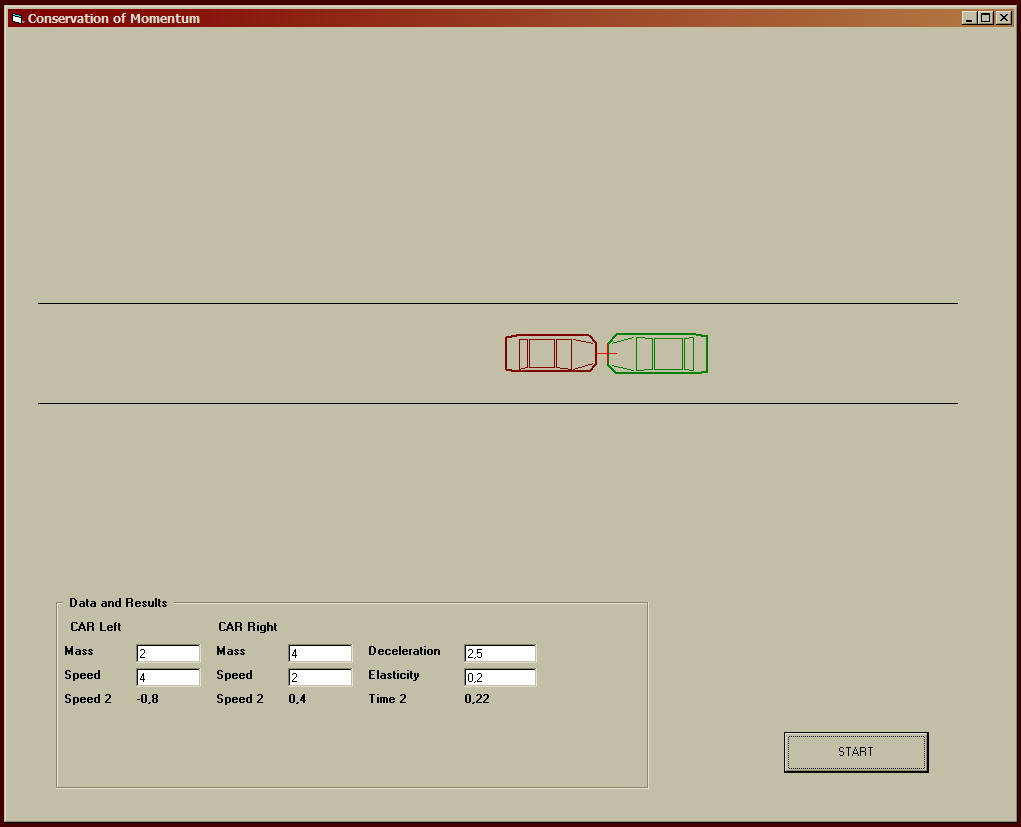 Conservation of Momentum
Data and Results
CAR Left CAR Right
Mass 2 Mass 4 Deceleration 2,5
Speed 4 Speed 2 Elasticity 0,2
Speed 2 -0,8 Speed 2 0,4 Time 2 0,22
START